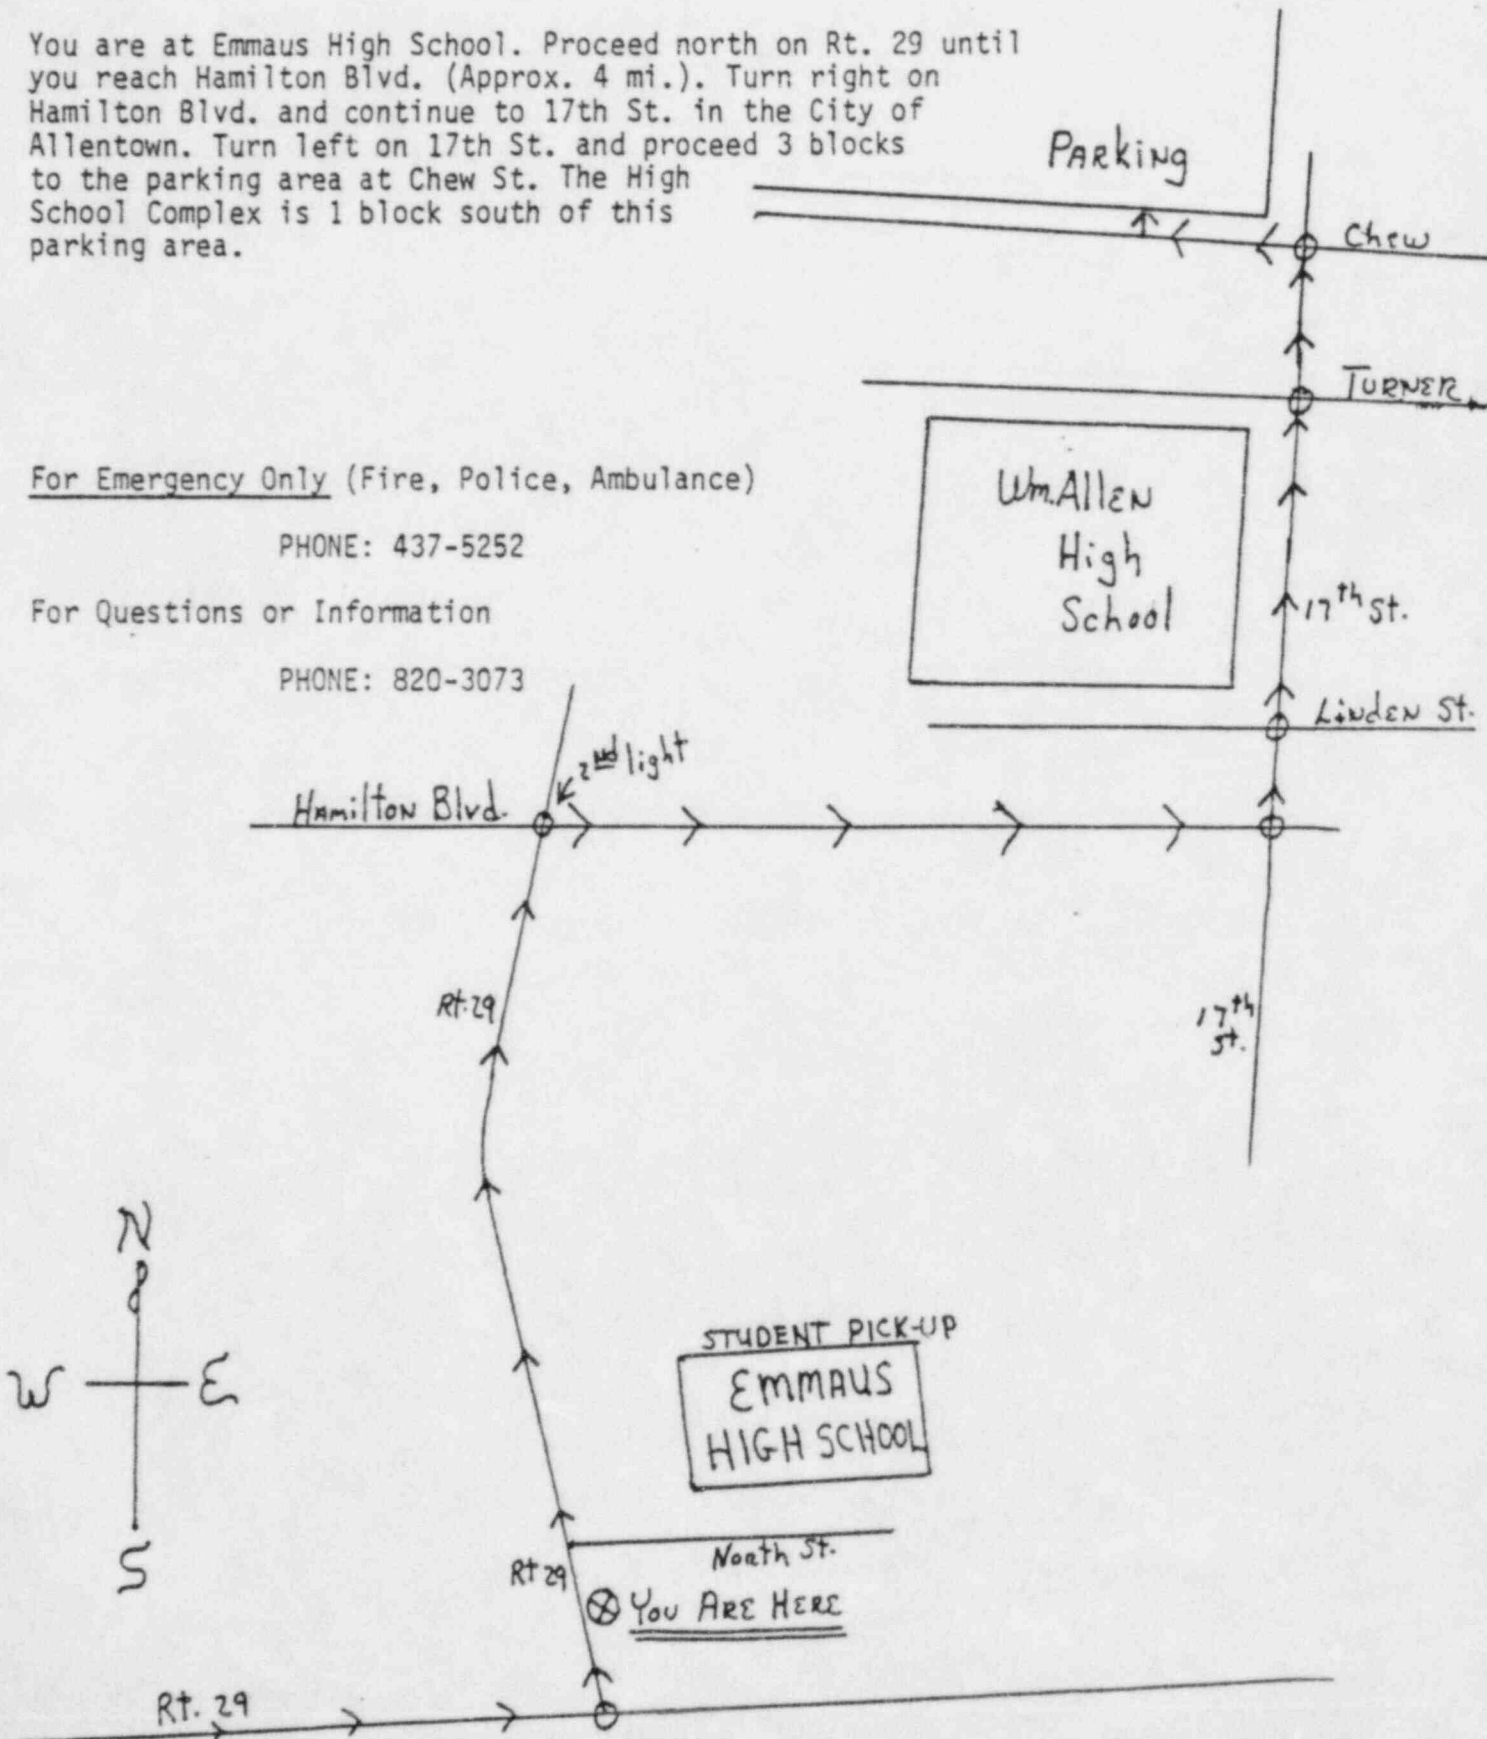 You are at Emmaus High School. Proceed north on Rt. 29 until
you reach Hamilton Blvd. (Approx. 4 mi.). Turn right on
Hamilton Blvd. and continue to 17th St. in the City of
Allentown. Turn left on 17th St. and proceed 3 blocks
to the parking area at Chew St. The High
School Complex is 1 block south of this
parking area.
PARKING
Chew
TURNER
For Emergency Only (Fire, Police, Ambulance)
PHONE: 437-5252
For Questions or Information
PHONE: 820-3073
Wm. Allen
High
School
17th St.
Linden St.
2nd light
Hamilton Blvd.
Rt. 29
17th
St.
N
W
E
S
STUDENT PICK-UP
EMMAUS
HIGH SCHOOL
North St.
Rt 29
YOU ARE HERE
Rt. 29